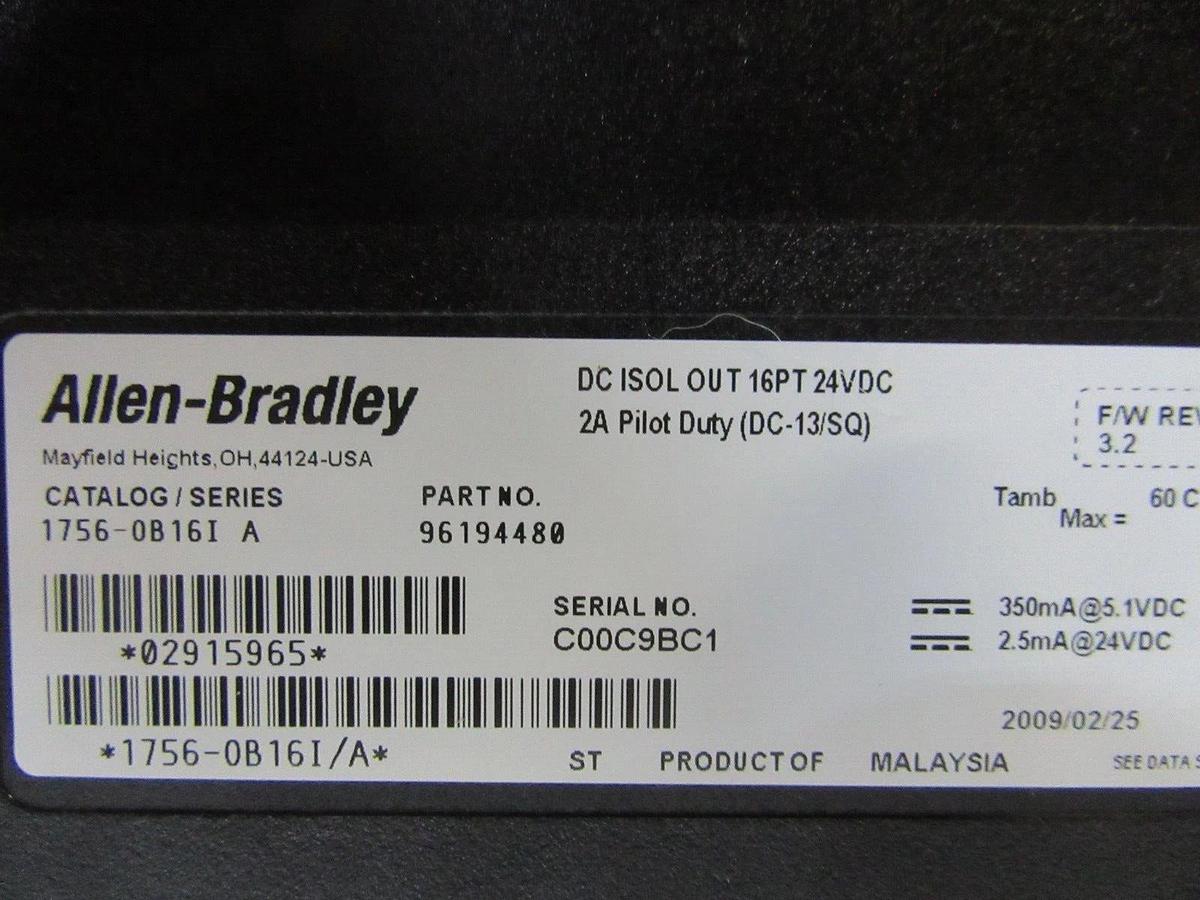 Allen-Bradley
Mayfield Heights,OH,44124-USA
DC ISOL OUT 16PT 24VDC
2A Pilot Duty (DC-13/SQ)
F/W REV
3.2
CATALOG / SERIES
1756-OB16I A
PART NO.
96194480
Tamb Max = 60 C
*02915965*
SERIAL NO.
C00C9BC1
350mA@5.1VDC
2.5mA@24VDC
*1756-OB16I/A*
2009/02/25
ST PRODUCT OF MALAYSIA
SEE DATA S